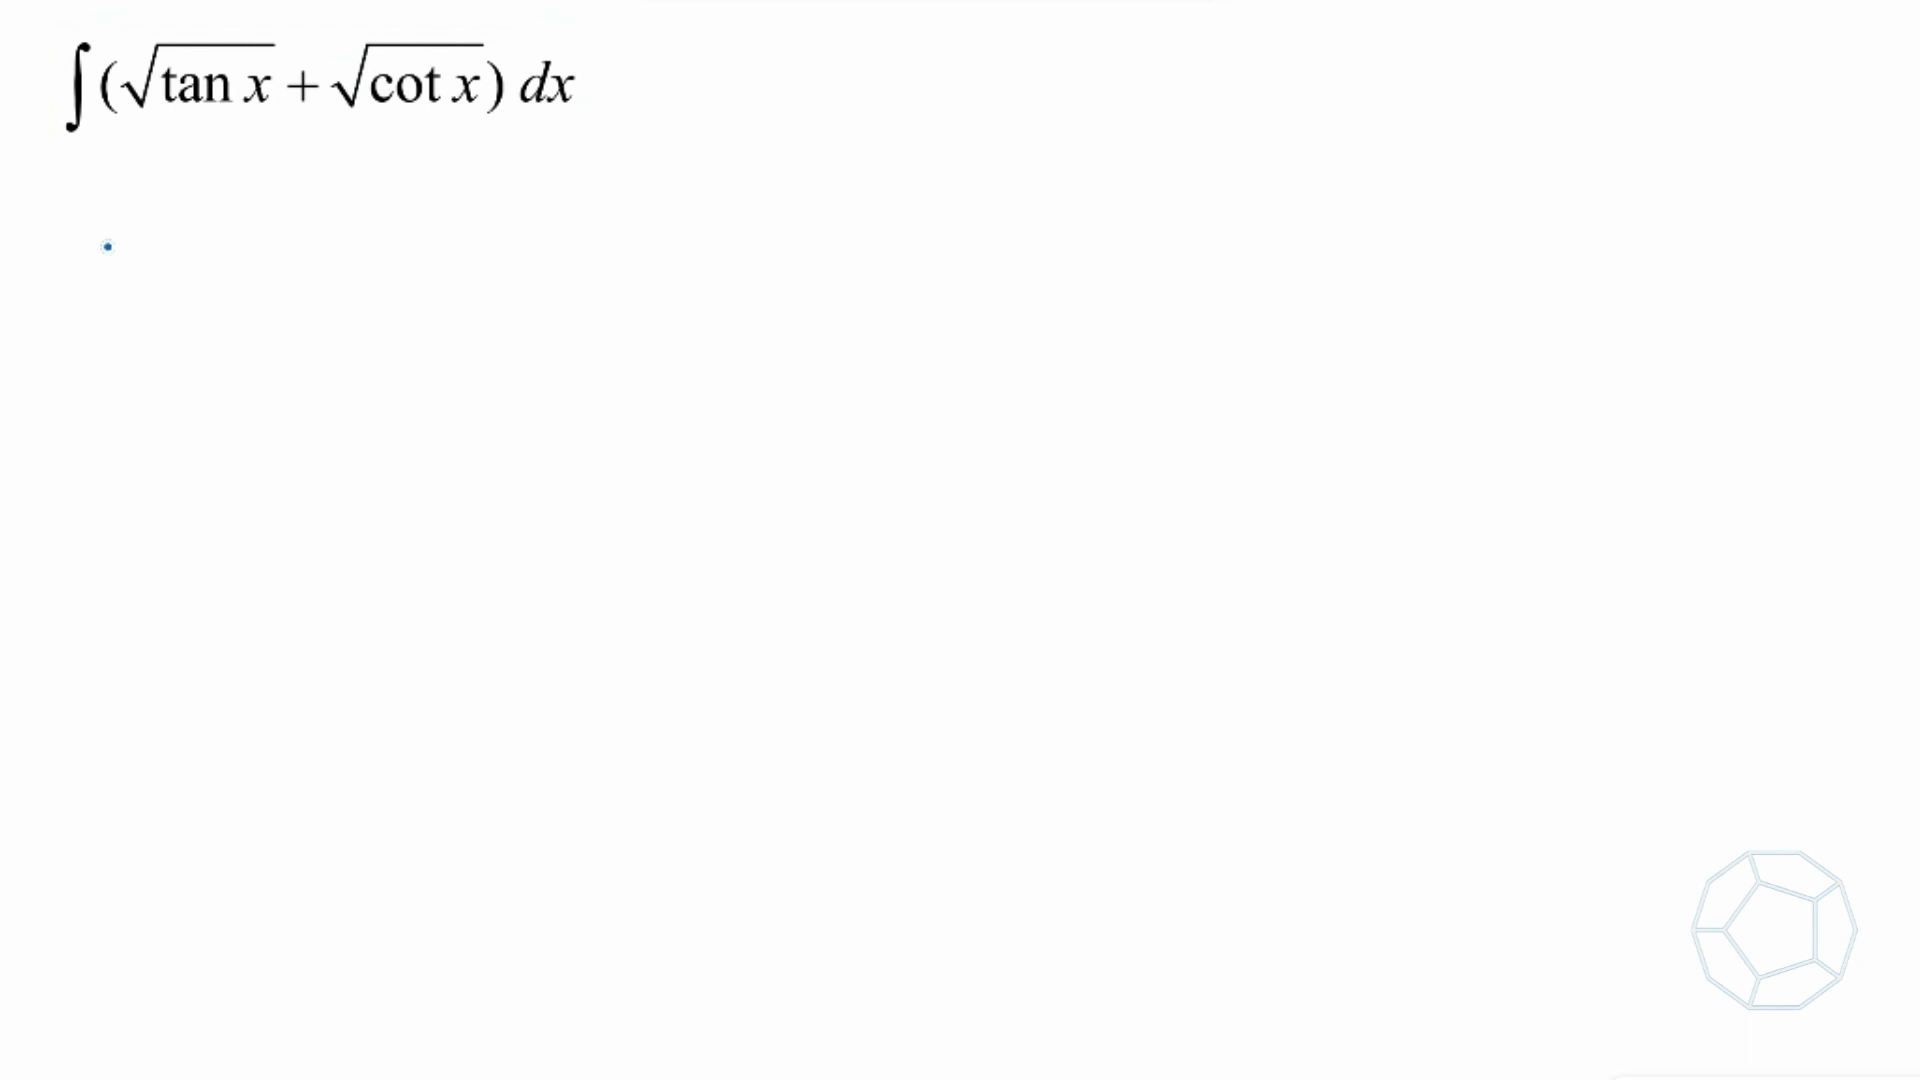 ∫(√tan x + √cot x) dx